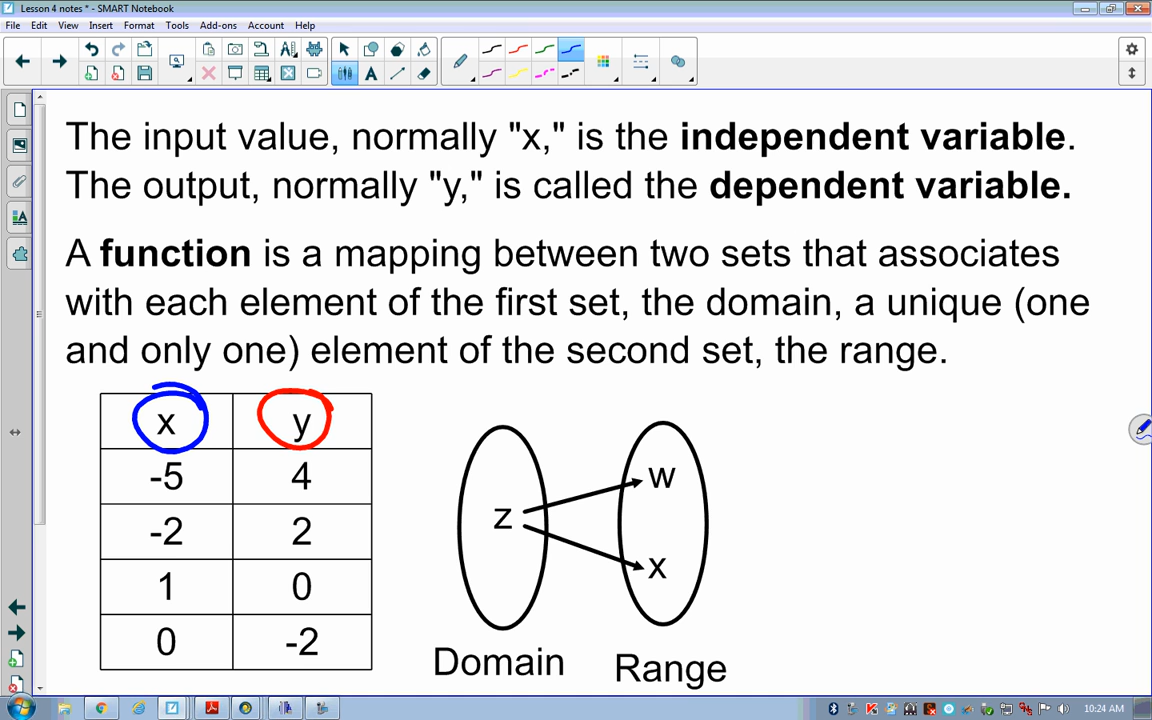 Lesson 4 notes * - SMART Notebook
File Edit View Insert Format Tools Add-ons Account Help
The input value, normally "x," is the independent variable.
The output, normally "y," is called the dependent variable.
A function is a mapping between two sets that associates
with each element of the first set, the domain, a unique (one
and only one) element of the second set, the range.
x y
-5 4
-2 2
1 0
0 -2
z w
x
Domain Range
10:24 AM